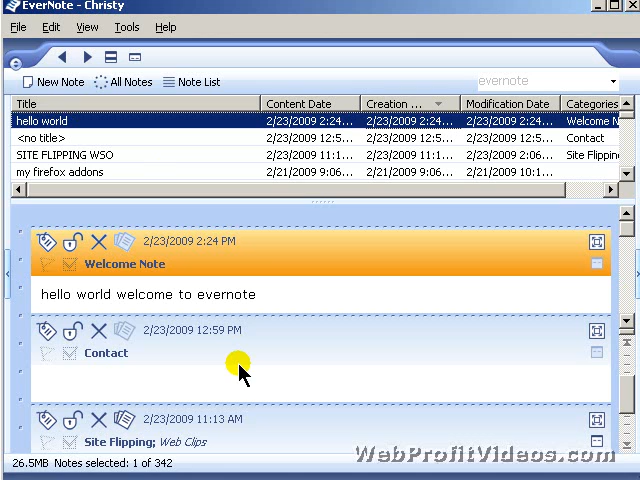 EverNote - Christy
File Edit View Tools Help
New Note All Notes Note List evernote
Title Content Date Creation ... Modification Date Categories
hello world 2/23/2009 2:24... 2/23/2009 2:24... 2/23/2009 2:24... Welcome N
<no title> 2/23/2009 12:5... 2/23/2009 12:5... 2/23/2009 12:5... Contact
SITE FLIPPING WSO 2/23/2009 11:1... 2/23/2009 11:1... 2/23/2009 2:06... Site Flippin
my firefox addons 2/21/2009 9:06... 2/21/2009 9:06... 2/21/2009 10:1...
2/23/2009 2:24 PM
Welcome Note
hello world welcome to evernote
2/23/2009 12:59 PM
Contact
2/23/2009 11:13 AM
Site Flipping; Web Clips
WebProfitVideos.com
26.5MB Notes selected: 1 of 342